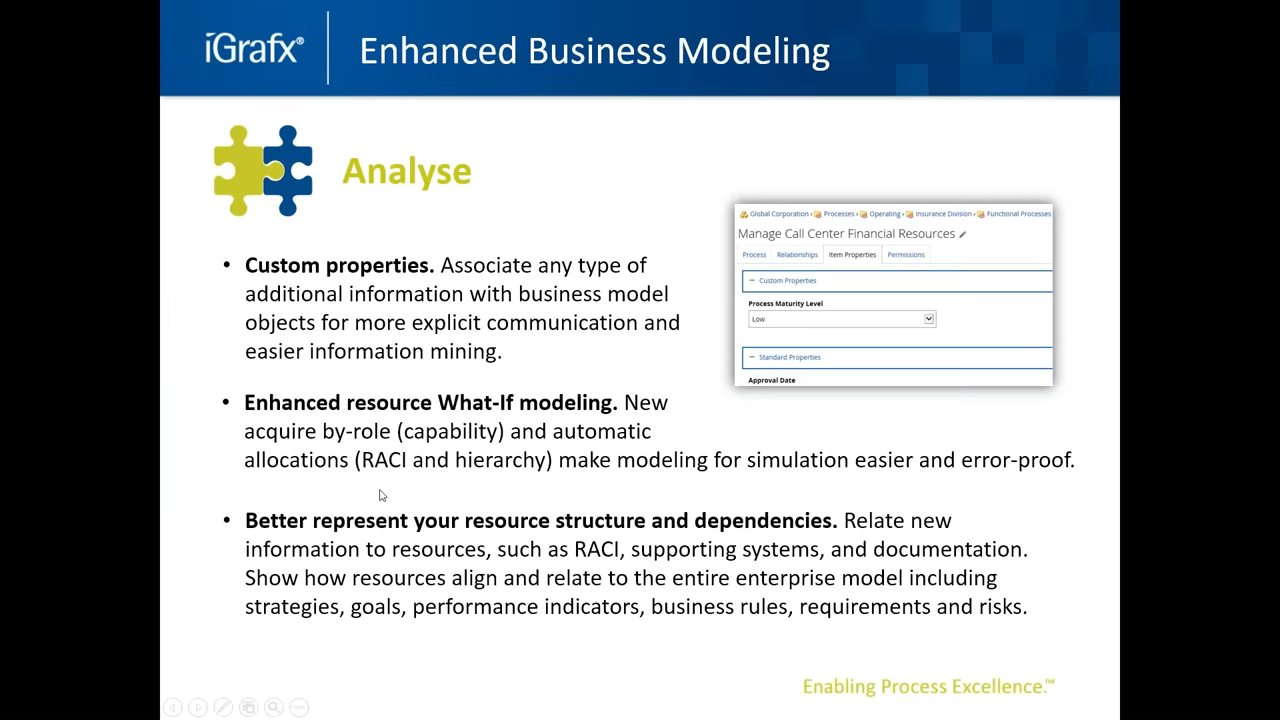 iGrafx®
Enhanced Business Modeling
Analyse
• Custom properties. Associate any type of
additional information with business model
objects for more explicit communication and
easier information mining.
Global Corporation › Processes › Operating › Insurance Division › Functional Processes
Manage Call Center Financial Resources
Process Relationships Item Properties Permissions
− Custom Properties
Process Maturity Level
Low
− Standard Properties
Approval Date
• Enhanced resource What-If modeling. New
acquire by-role (capability) and automatic
allocations (RACI and hierarchy) make modeling for simulation easier and error-proof.
• Better represent your resource structure and dependencies. Relate new
information to resources, such as RACI, supporting systems, and documentation.
Show how resources align and relate to the entire enterprise model including
strategies, goals, performance indicators, business rules, requirements and risks.
Enabling Process Excellence.™